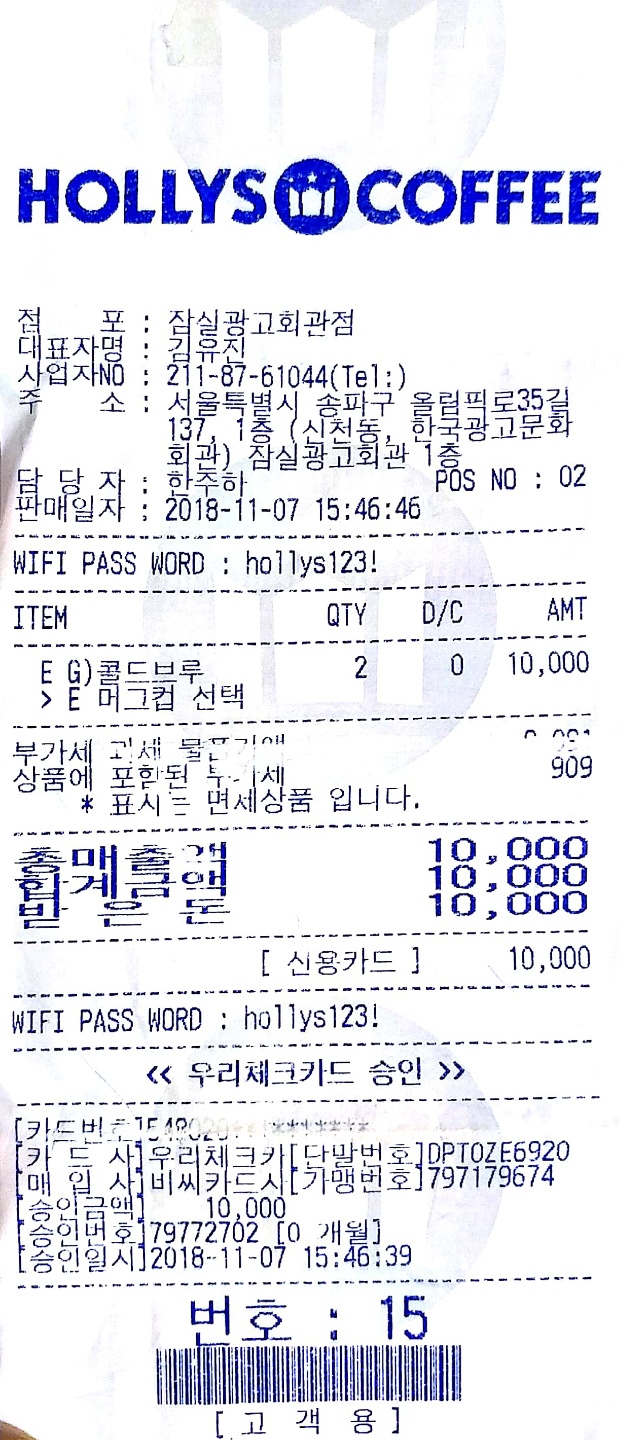 HOLLYS COFFEE
점 포 : 잠실광고회관점
대표자명 : 김유진
사업자NO : 211-87-61044(Tel:)
주 소 : 서울특별시 송파구 올림픽로35길
137, 1층 (신천동, 한국광고문화
회관) 잠실광고회관 1층
담 당 자 : 한주하 POS NO : 02
판매일자 : 2018-11-07 15:46:46
WIFI PASS WORD : hollys123!
ITEM QTY D/C AMT
E G)콜드브루 2 0 10,000
> E 머그컵 선택
부가세 과세 물품가액
상품에 포함된 부가세 909
* 표시는 면세상품 입니다.
총매출액 10,000
합계금액 10,000
받 은 돈 10,000
[ 신용카드 ] 10,000
WIFI PASS WORD : hollys123!
<< 우리체크카드 승인 >>
[카드번호]
[카 드 사]우리체크카[단말번호]DPT0ZE6920
[매 입 사]비씨카드사[가맹번호]797179674
[승인금액] 10,000
[승인번호]79772702 [0 개월]
[승인일시]2018-11-07 15:46:39
번호 : 15
[ 고 객 용 ]